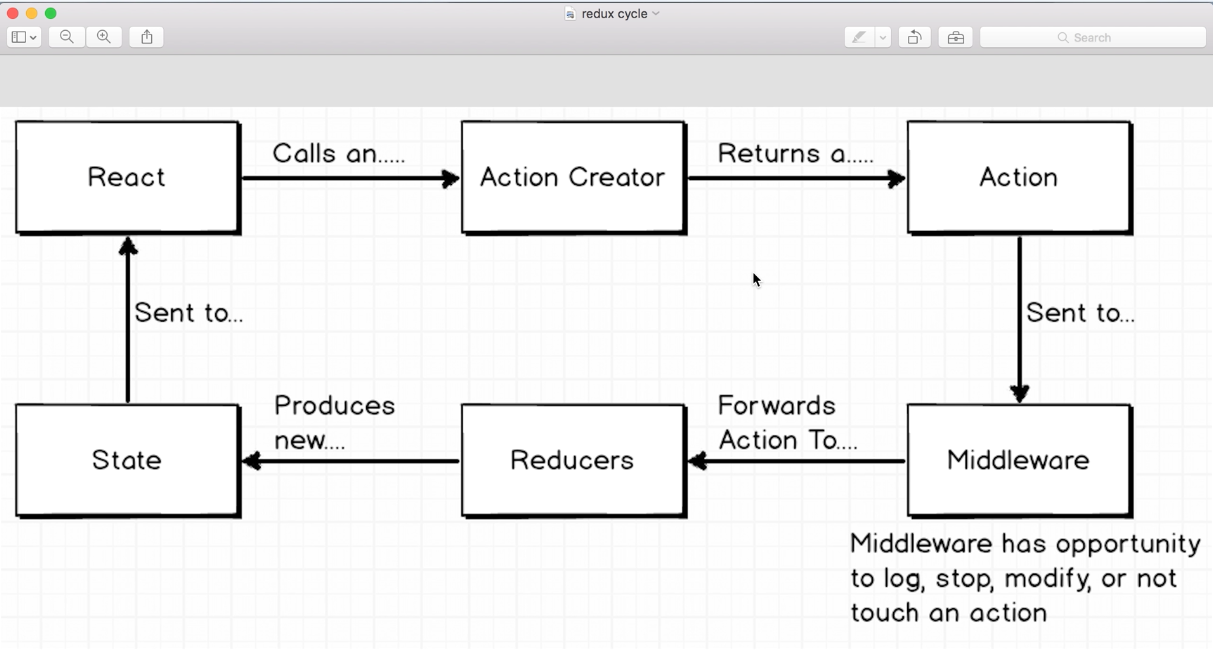 redux cycle
Search
React
Calls an.....
Action Creator
Returns a.....
Action
Sent to...
Sent to...
State
Produces
new....
Reducers
Forwards
Action To....
Middleware
Middleware has opportunity
to log, stop, modify, or not
touch an action